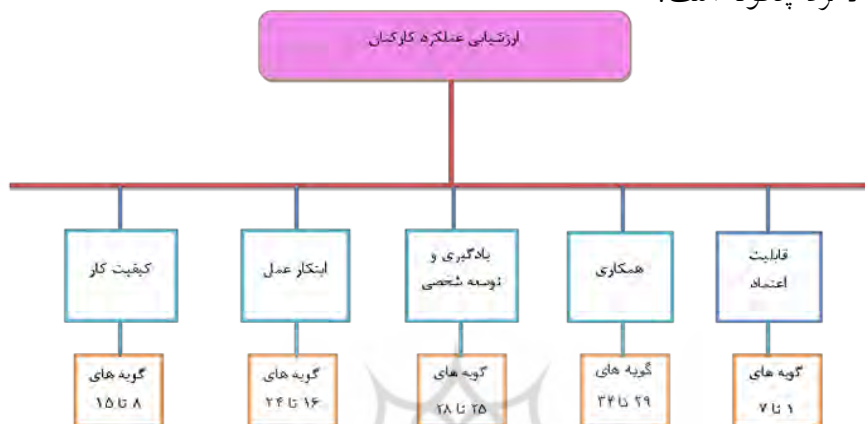 ارزشیابی عملکرد کارکنان
قابلیت
اعتماد
همکاری
یادگیری و
توسعه شخصی
ابتکار عمل
کیفیت کار
گویه های
۱ تا ۷
گویه های
۲۹ تا ۳۴
گویه های
۲۵ تا ۲۸
گویه های
۱۶ تا ۲۴
گویه های
۸ تا ۱۵